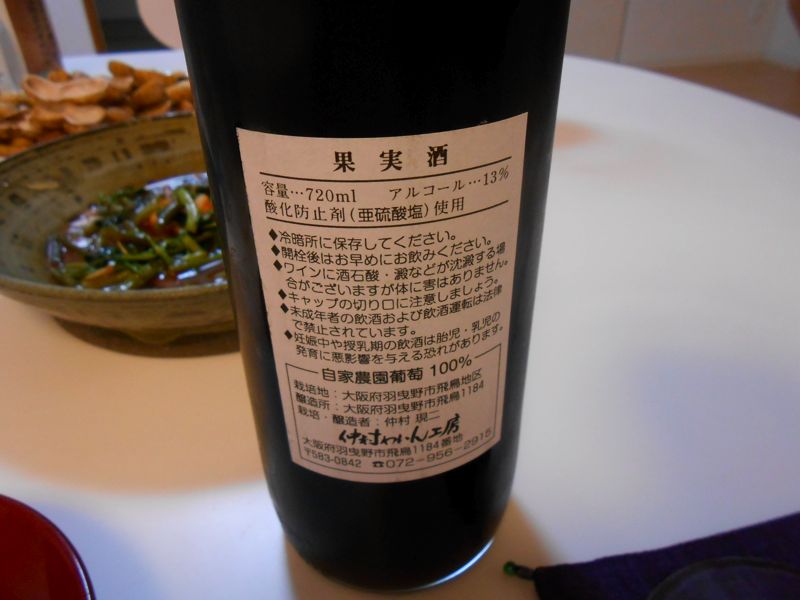 果実酒
容量…720ml アルコール…13%
酸化防止剤(亜硫酸塩)使用
◆冷暗所に保存してください。
◆開栓後はお早めにお飲みください。
◆ワインに酒石酸・澱などが沈澱する場
合がございますが体に害はありません。
◆キャップの切り口に注意しましょう。
◆未成年者の飲酒および飲酒運転は法律
で禁止されています。
◆妊娠中や授乳期の飲酒は胎児・乳児の
発育に悪影響を与える恐れがあります。
自家農園葡萄 100%
栽培地：大阪府羽曳野市飛鳥地区
醸造所：大阪府羽曳野市飛鳥1184
栽培・醸造者：仲村 現二
仲村わいん工房
大阪府羽曳野市飛鳥1184番地
〒583-0842 ☎072-956-2915